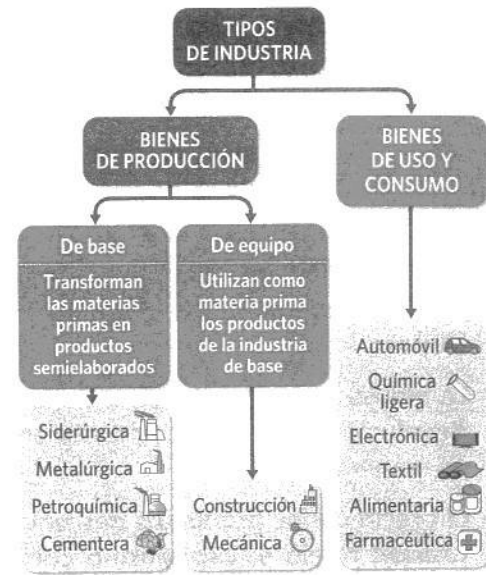 TIPOS
DE INDUSTRIA
BIENES
DE PRODUCCIÓN
BIENES
DE USO Y
CONSUMO
De base
Transforman
las materias
primas en
productos
semielaborados
De equipo
Utilizan como
materia prima
los productos
de la industria
de base
Siderúrgica
Metalúrgica
Petroquímica
Cementera
Construcción
Mecánica
Automóvil
Química
ligera
Electrónica
Textil
Alimentaria
Farmacéutica